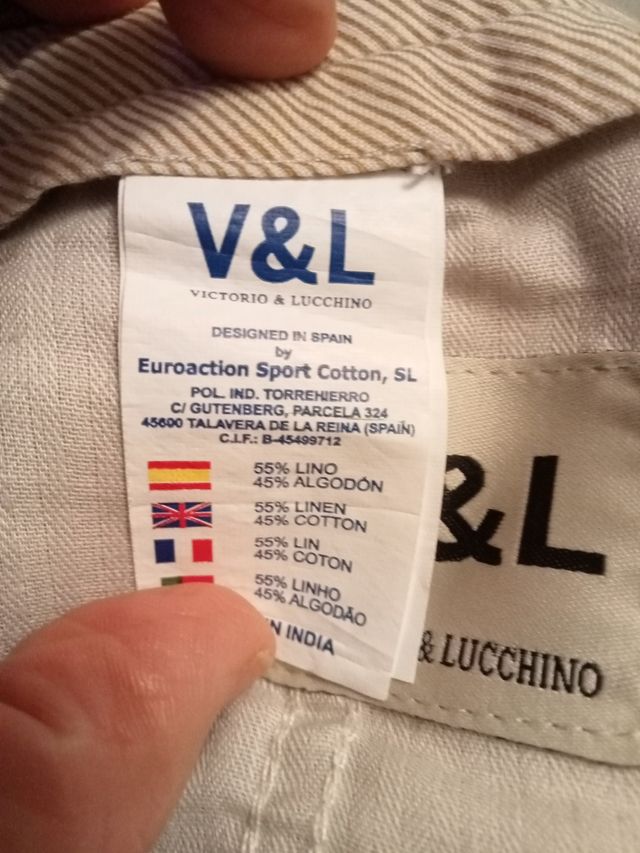 V&L
VICTORIO & LUCCHINO
DESIGNED IN SPAIN
by
Euroaction Sport Cotton, SL
POL. IND. TORREHIERRO
C/ GUTENBERG, PARCELA 324
45600 TALAVERA DE LA REINA (SPAIN)
C.I.F.: B-45499712
55% LINO
45% ALGODÓN
55% LINEN
45% COTTON
55% LIN
45% COTON
55% LINHO
45% ALGODÃO
INDIA
&L
& LUCCHINO